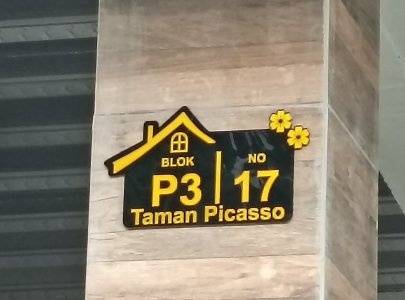 BLOK NO
P3 17
Taman Picasso